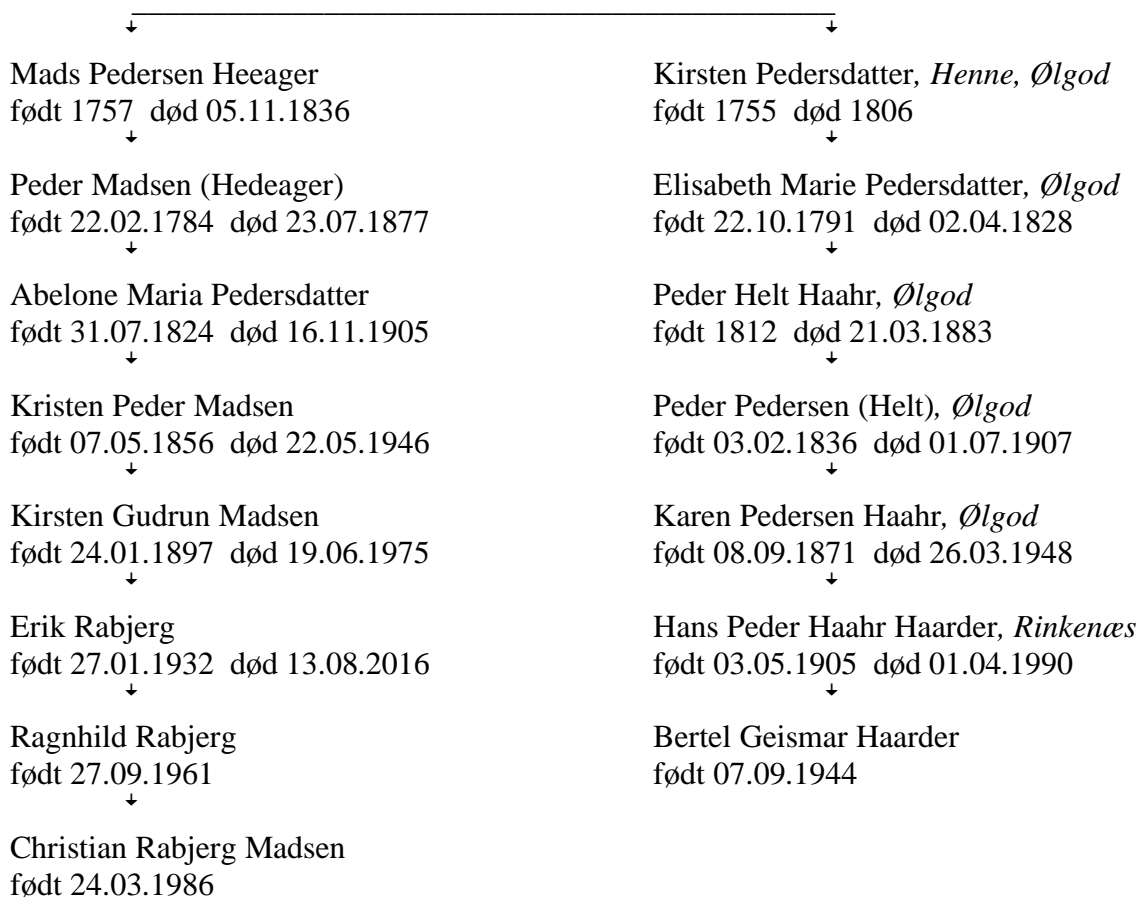 Mads Pedersen Heeager
født 1757 død 05.11.1836
Peder Madsen (Hedeager)
født 22.02.1784 død 23.07.1877
Abelone Maria Pedersdatter
født 31.07.1824 død 16.11.1905
Kristen Peder Madsen
født 07.05.1856 død 22.05.1946
Kirsten Gudrun Madsen
født 24.01.1897 død 19.06.1975
Erik Rabjerg
født 27.01.1932 død 13.08.2016
Ragnhild Rabjerg
født 27.09.1961
Christian Rabjerg Madsen
født 24.03.1986
Kirsten Pedersdatter, Henne, Ølgod
født 1755 død 1806
Elisabeth Marie Pedersdatter, Ølgod
født 22.10.1791 død 02.04.1828
Peder Helt Haahr, Ølgod
født 1812 død 21.03.1883
Peder Pedersen (Helt), Ølgod
født 03.02.1836 død 01.07.1907
Karen Pedersen Haahr, Ølgod
født 08.09.1871 død 26.03.1948
Hans Peder Haahr Haarder, Rinkenæs
født 03.05.1905 død 01.04.1990
Bertel Geismar Haarder
født 07.09.1944